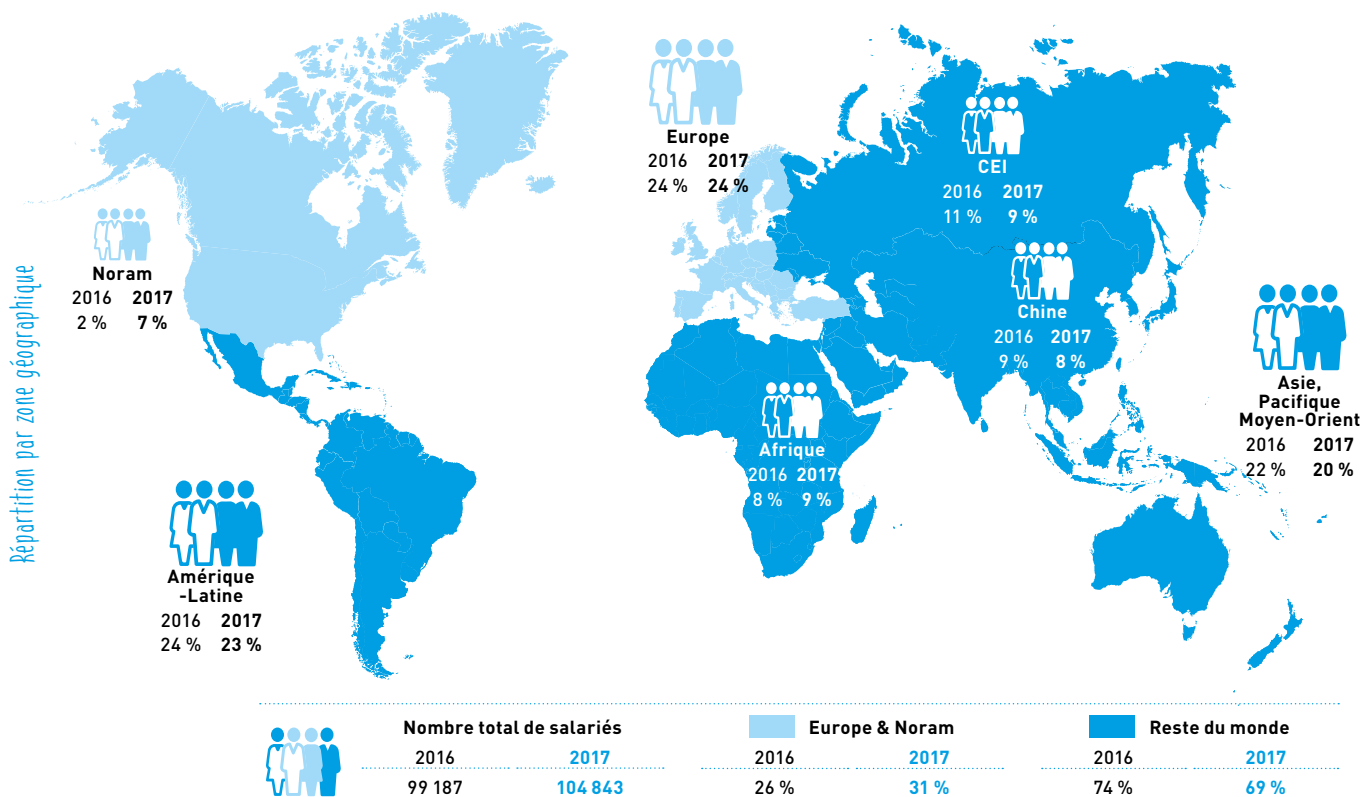 Répartition par zone géographique
Europe
2016 2017
24 % 24 %
CEI
2016 2017
11 % 9 %
Noram
2016 2017
2 % 7 %
Chine
2016 2017
9 % 8 %
Asie,
Pacifique
Moyen-Orient
2016 2017
22 % 20 %
Afrique
2016 2017
8 % 9 %
Amérique
-Latine
2016 2017
24 % 23 %
Nombre total de salariés
2016 2017
99 187 104 843
Europe & Noram
2016 2017
26 % 31 %
Reste du monde
2016 2017
74 % 69 %